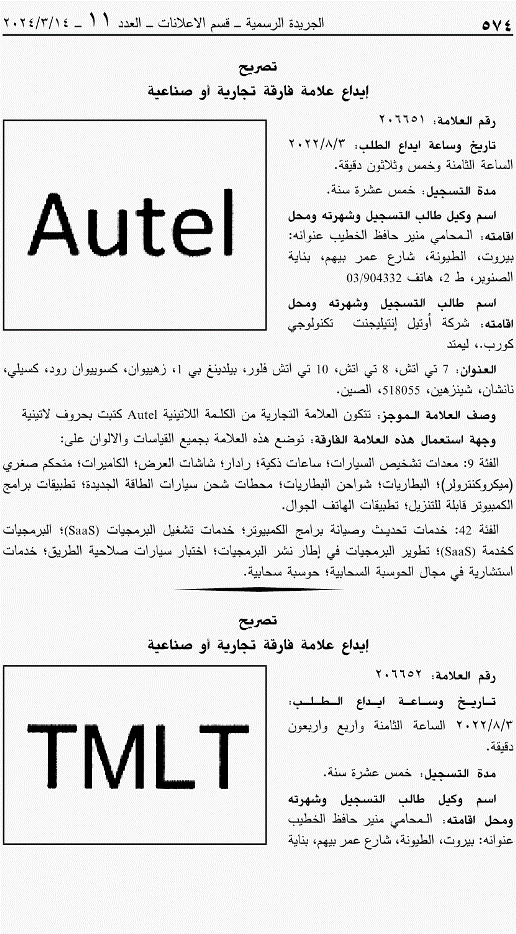 ٥٧٤ الجريدة الرسمية ــ قسم الاعلانات ــ العدد ١١ ــ ٢٠٢٤/٣/١٤
تصريح
إيداع علامة فارقة تجارية أو صناعية
رقم العلامة: ٢٠٦٦٥١
تاريخ وساعة ايداع الطلب: ٢٠٢٢/٨/٣
الساعة الثامنة وخمس وثلاثون دقيقة.
مدة التسجيل: خمس عشرة سنة.
اسم وكيل طالب التسجيل وشهرته ومحل
اقامته: المحامي منير حافظ الخطيب عنوانه:
بيروت، الطيونة، شارع عمر بيهم، بناية
الصنوبر، ط 2، هاتف 03/904332
اسم طالب التسجيل وشهرته ومحل
اقامته: شركة أوتيل إنتيليجنت تكنولوجي
كورب.، ليمتد
Autel
العنوان: 7 تي اتش، 8 تي اتش، 10 تي اتش فلور، بيلدينغ بي 1، زهييوان، كسوييوان رود، كسيلي،
نانشان، شينزهين، 518055، الصين.
وصف العلامة الموجز: تتكون العلامة التجارية من الكلمة اللاتينية Autel كتبت بحروف لاتينية
وجهة استعمال هذه العلامة الفارقة: توضع هذه العلامة بجميع القياسات والالوان على:
الفئة 9: معدات تشخيص السيارات؛ ساعات ذكية؛ رادار؛ شاشات العرض؛ الكاميرات؛ متحكم صغري
(ميكروكنترولر)؛ البطاريات؛ شواحن البطاريات؛ محطات شحن سيارات الطاقة الجديدة؛ تطبيقات برامج
الكمبيوتر قابلة للتنزيل؛ تطبيقات الهاتف الجوال.
الفئة 42: خدمات تحديث وصيانة برامج الكمبيوتر؛ خدمات تشغيل البرمجيات (SaaS)؛ البرمجيات
كخدمة (SaaS)؛ تطوير البرمجيات في إطار نشر البرمجيات؛ اختبار سيارات صلاحية الطريق؛ خدمات
استشارية في مجال الحوسبة السحابية؛ حوسبة سحابية.
تصريح
إيداع علامة فارقة تجارية أو صناعية
رقم العلامة: ٢٠٦٦٥٢
تاريخ وساعة ايداع الطلب:
٢٠٢٢/٨/٣ الساعة الثامنة واربع واربعون
دقيقة.
مدة التسجيل: خمس عشرة سنة.
اسم وكيل طالب التسجيل وشهرته
ومحل اقامته: المحامي منير حافظ الخطيب
عنوانه: بيروت، الطيونة، شارع عمر بيهم، بناية
TMLT